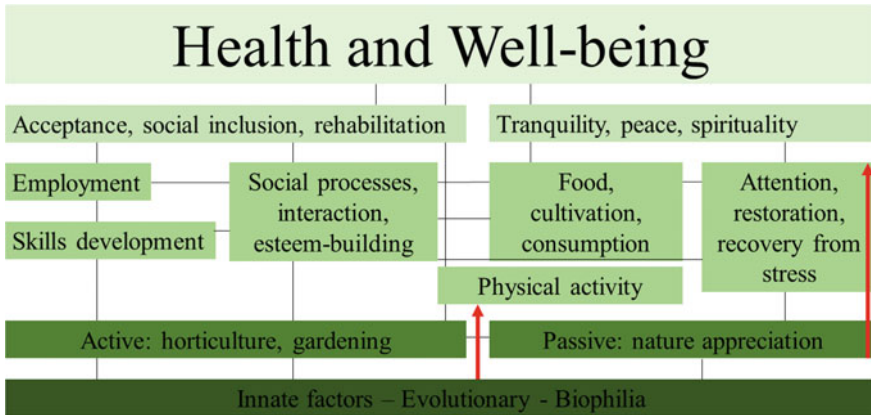 Health and Well-being
Acceptance, social inclusion, rehabilitation
Tranquility, peace, spirituality
Employment
Skills development
Social processes,
interaction,
esteem-building
Food,
cultivation,
consumption
Attention,
restoration,
recovery from
stress
Physical activity
Active: horticulture, gardening
Passive: nature appreciation
Innate factors – Evolutionary - Biophilia